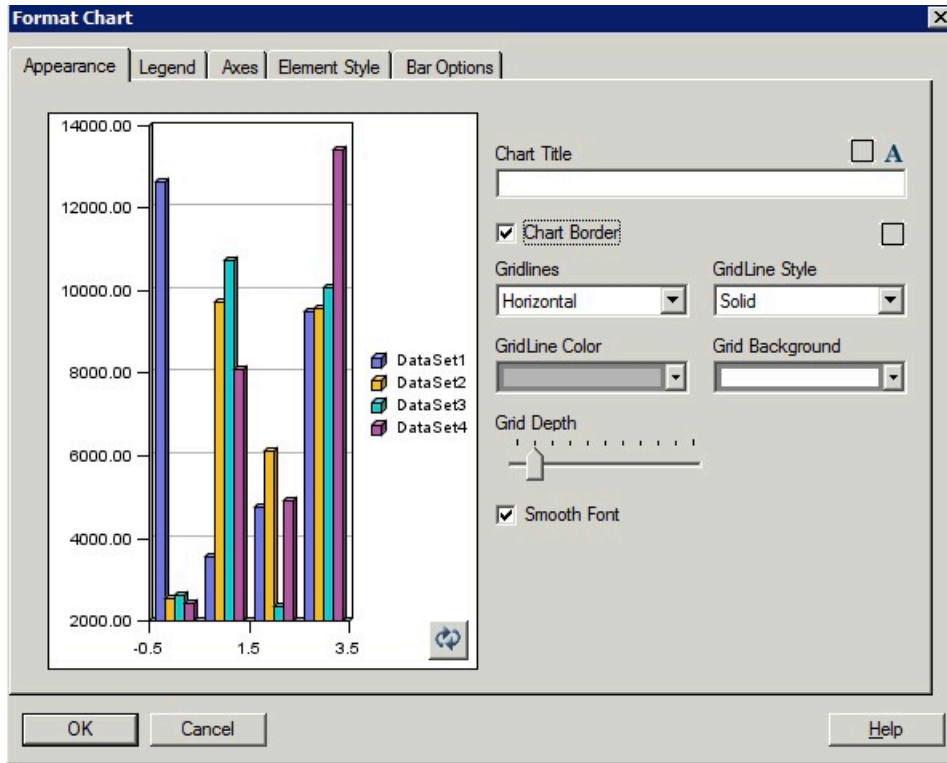 Format Chart
Appearance Legend Axes Element Style Bar Options
14000.00
12000.00
10000.00
8000.00
6000.00
4000.00
2000.00
-0.5 1.5 3.5
DataSet1
DataSet2
DataSet3
DataSet4
Chart Title A
Chart Border
Gridlines GridLine Style
Horizontal Solid
GridLine Color Grid Background
Grid Depth
Smooth Font
OK Cancel Help